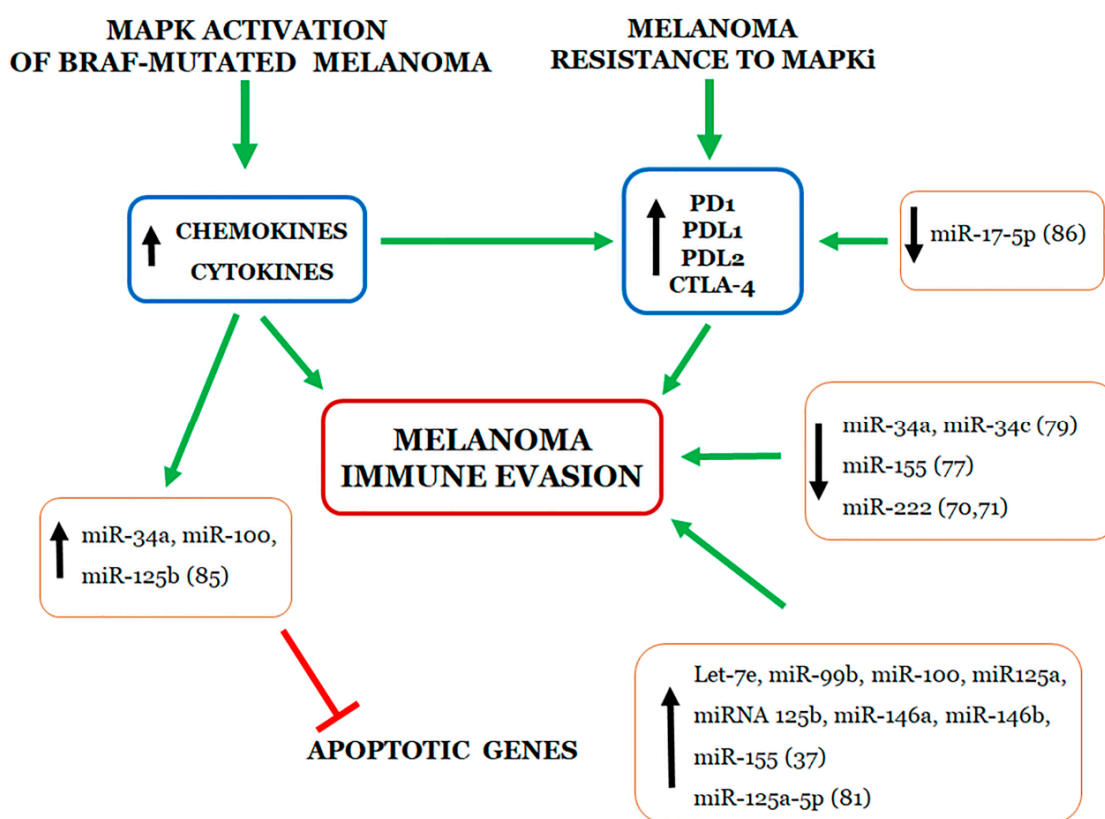 MAPK ACTIVATION
OF BRAF-MUTATED MELANOMA
MELANOMA
RESISTANCE TO MAPKi
CHEMOKINES
CYTOKINES
PD1
PDL1
PDL2
CTLA-4
miR-17-5p (86)
MELANOMA
IMMUNE EVASION
miR-34a, miR-34c (79)
miR-155 (77)
miR-222 (70,71)
miR-34a, miR-100,
miR-125b (85)
APOPTOTIC GENES
Let-7e, miR-99b, miR-100, miR125a,
miRNA 125b, miR-146a, miR-146b,
miR-155 (37)
miR-125a-5p (81)